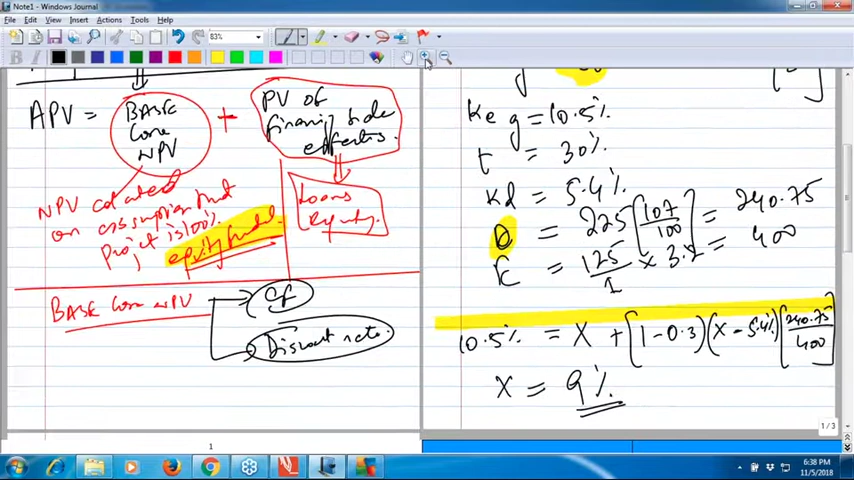 Note1 - Windows Journal
File Edit View Insert Actions Tools Help
83%
APV = BASE Case NPV + PV of financing side effects.
NPV calculated
on assumption that
Project is 100%
equity funded.
Loans
Equity.
BASE Case NPV
Cf
Discount rate
Ke g = 10.5%
t = 30%
Kd = 5.4%
D = 225 [107/100] = 240.75
E = 125/1 × 3.2 = 400
10.5% = X + [1-0.3) (X - 5.4%) [240.75/400]
X = 9%
1
1 / 3
6:38 PM
11/5/2018